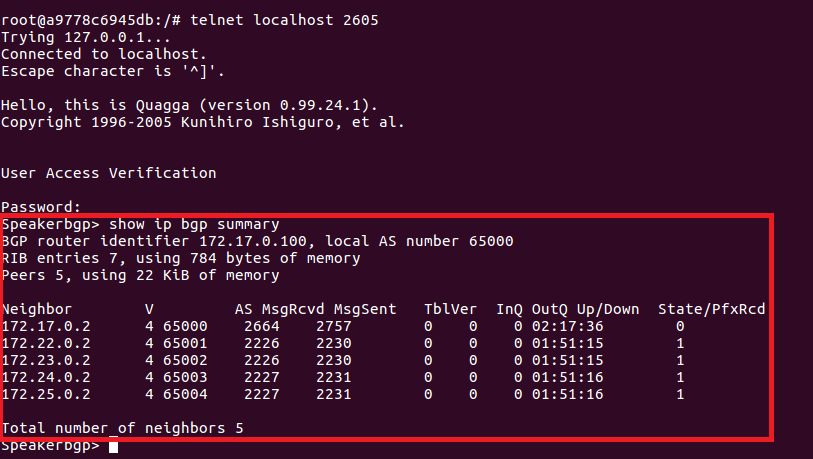 root@a9778c6945db:/# telnet localhost 2605
Trying 127.0.0.1...
Connected to localhost.
Escape character is '^]'.
Hello, this is Quagga (version 0.99.24.1).
Copyright 1996-2005 Kunihiro Ishiguro, et al.
User Access Verification
Password:
Speakerbgp> show ip bgp summary
BGP router identifier 172.17.0.100, local AS number 65000
RIB entries 7, using 784 bytes of memory
Peers 5, using 22 KiB of memory
Neighbor V AS MsgRcvd MsgSent TblVer InQ OutQ Up/Down State/PfxRcd
172.17.0.2 4 65000 2664 2757 0 0 0 02:17:36 0
172.22.0.2 4 65001 2226 2230 0 0 0 01:51:15 1
172.23.0.2 4 65002 2226 2230 0 0 0 01:51:15 1
172.24.0.2 4 65003 2227 2231 0 0 0 01:51:16 1
172.25.0.2 4 65004 2227 2231 0 0 0 01:51:16 1
Total number of neighbors 5
Speakerbgp>